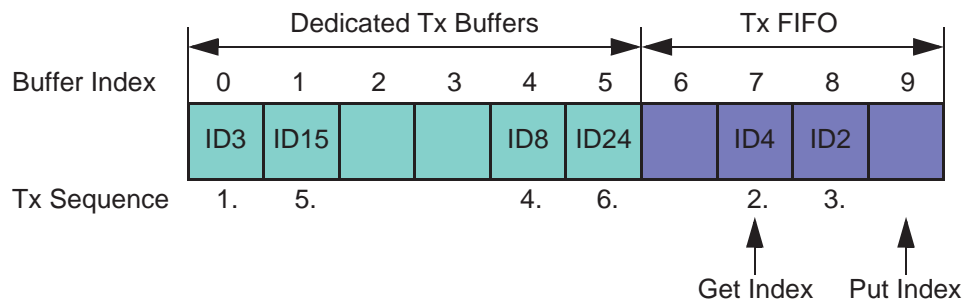 Dedicated Tx Buffers Tx FIFO
Buffer Index 0 1 2 3 4 5 6 7 8 9
ID3 ID15 ID8 ID24 ID4 ID2
Tx Sequence 1. 5. 4. 6. 2. 3.
Get Index Put Index